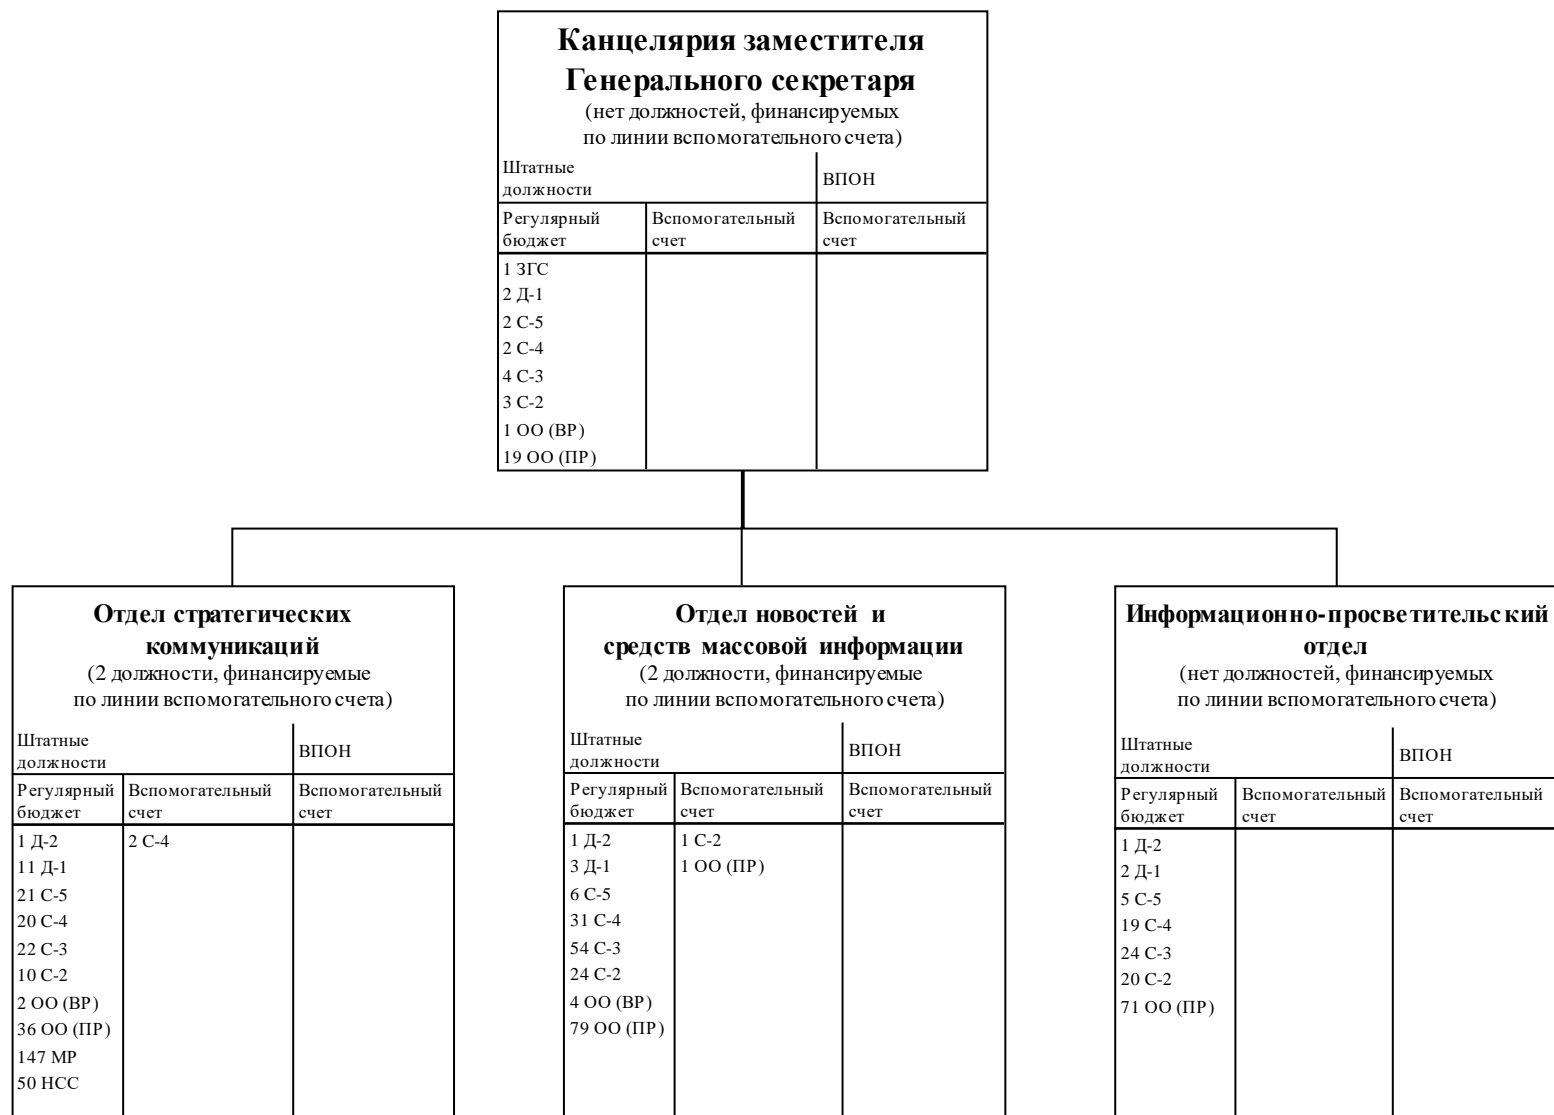 Канцелярия заместителя
Генерального секретаря
(нет должностей, финансируемых
по линии вспомогательного счета)
Штатные
должности
ВПОН
Регулярный
бюджет
Вспомогательный
счет
Вспомогательный
счет
1 ЗГС
2 Д-1
2 С-5
2 С-4
4 С-3
3 С-2
1 ОО (ВР)
19 ОО (ПР)
Отдел стратегических
коммуникаций
(2 должности, финансируемые
по линии вспомогательного счета)
Штатные
должности
ВПОН
Регулярный
бюджет
Вспомогательный
счет
Вспомогательный
счет
1 Д-2
11 Д-1
21 С-5
20 С-4
22 С-3
10 С-2
2 ОО (ВР)
36 ОО (ПР)
147 МР
50 НСС
2 С-4
Отдел новостей и
средств массовой информации
(2 должности, финансируемые
по линии вспомогательного счета)
Штатные
должности
ВПОН
Регулярный
бюджет
Вспомогательный
счет
Вспомогательный
счет
1 Д-2
3 Д-1
6 С-5
31 С-4
54 С-3
24 С-2
4 ОО (ВР)
79 ОО (ПР)
1 С-2
1 ОО (ПР)
Информационно-просветительский
отдел
(нет должностей, финансируемых
по линии вспомогательного счета)
Штатные
должности
ВПОН
Регулярный
бюджет
Вспомогательный
счет
Вспомогательный
счет
1 Д-2
2 Д-1
5 С-5
19 С-4
24 С-3
20 С-2
71 ОО (ПР)